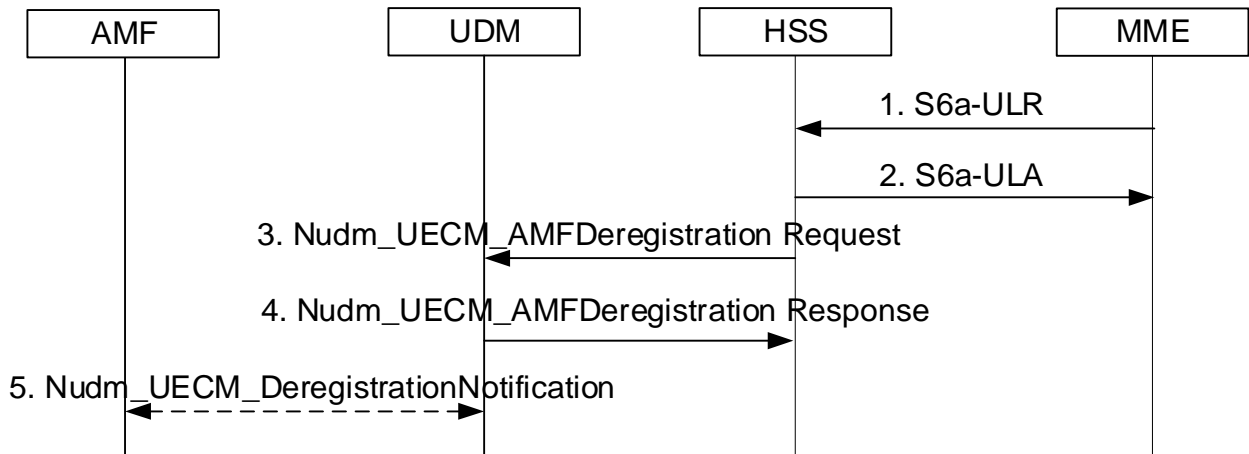 AMF
UDM
HSS
MME
1. S6a-ULR
2. S6a-ULA
3. Nudm_UECM_AMFDeregistration Request
4. Nudm_UECM_AMFDeregistration Response
5. Nudm_UECM_DeregistrationNotification